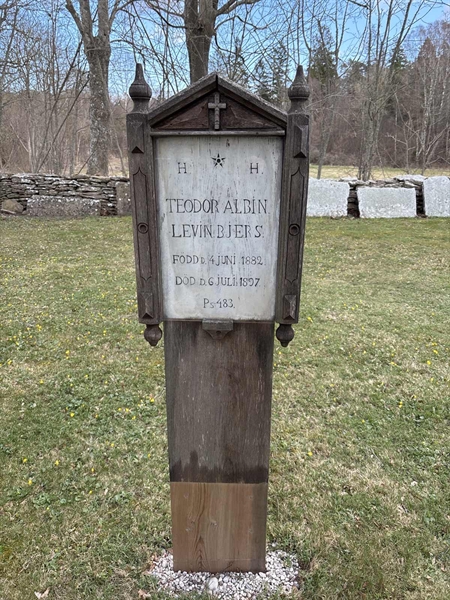 H. H.
TEODOR ALBIN
LEVIN BJERS.
FÖDD D. 4 JUNI 1882.
DÖD D. 6 JULI 1897.
Ps 483.